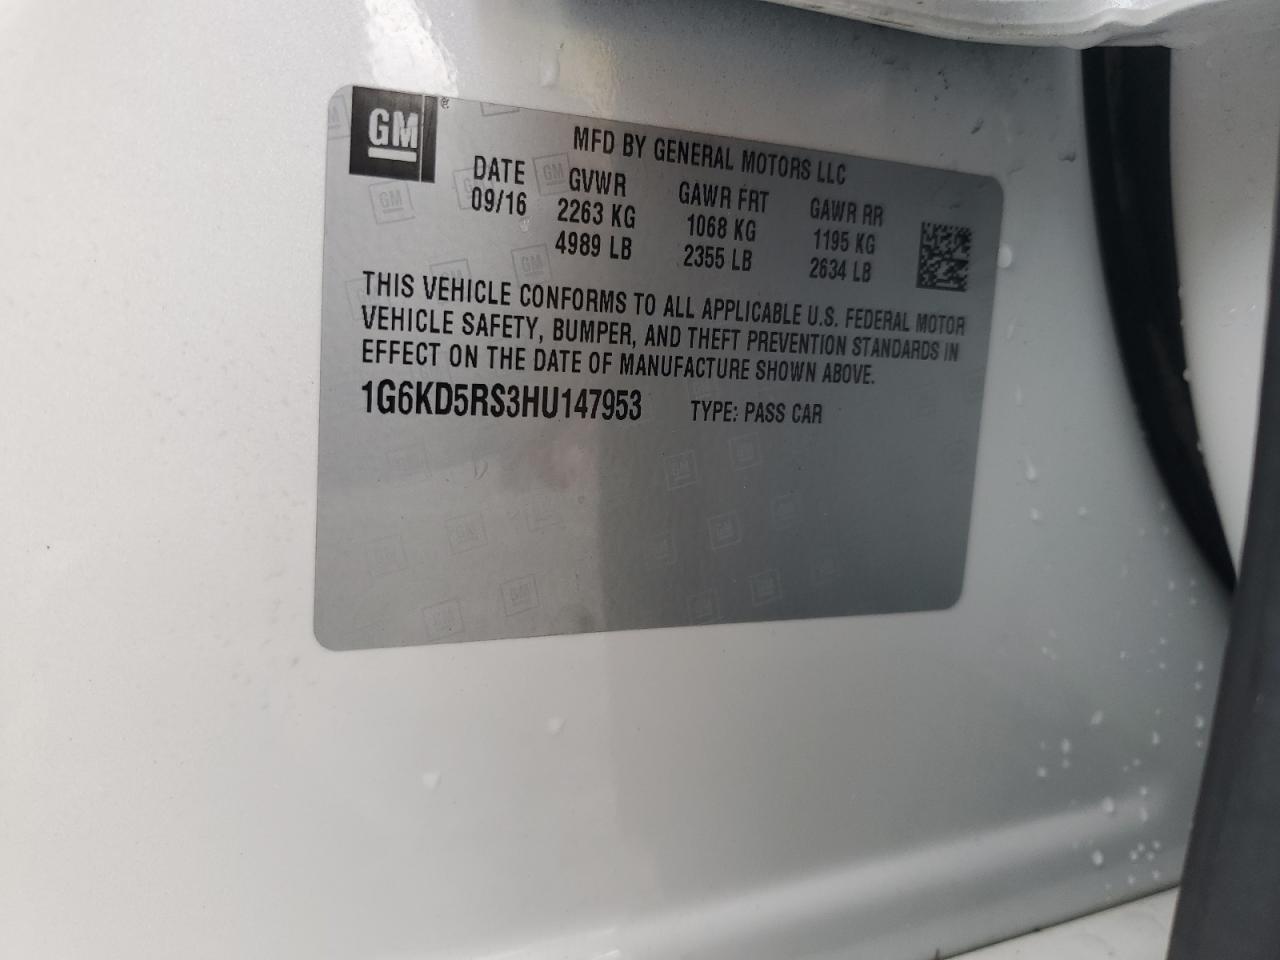 GM
MFD BY GENERAL MOTORS LLC
DATE GVWR GAWR FRT GAWR RR
09/16 2263 KG 1068 KG 1195 KG
4989 LB 2355 LB 2634 LB
THIS VEHICLE CONFORMS TO ALL APPLICABLE U.S. FEDERAL MOTOR
VEHICLE SAFETY, BUMPER, AND THEFT PREVENTION STANDARDS IN
EFFECT ON THE DATE OF MANUFACTURE SHOWN ABOVE.
1G6KD5RS3HU147953 TYPE: PASS CAR